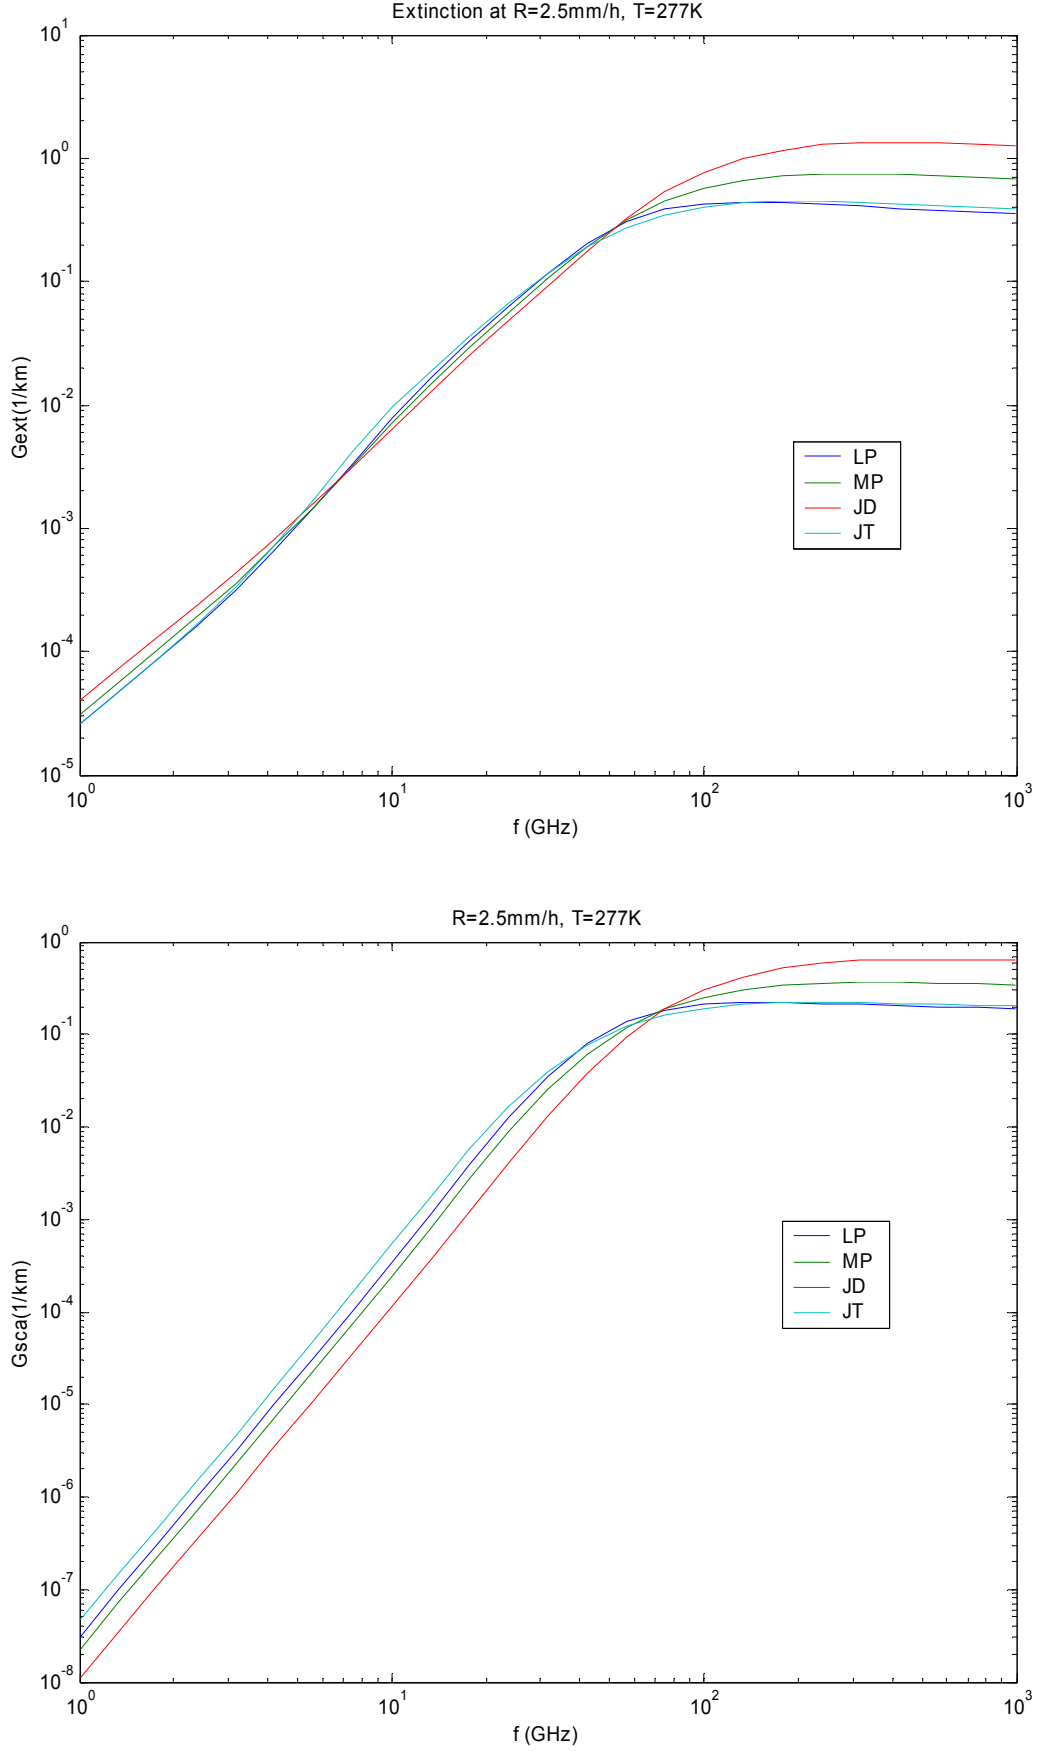 Extinction at R=2.5mm/h, T=277K
10^1
10^0
10^-1
10^-2
10^-3
10^-4
10^-5
Gext(1/km)
LP
MP
JD
JT
10^0 10^1 10^2 10^3
f (GHz)
R=2.5mm/h, T=277K
10^0
10^-1
10^-2
10^-3
10^-4
10^-5
10^-6
10^-7
10^-8
Gsca(1/km)
LP
MP
JD
JT
10^0 10^1 10^2 10^3
f (GHz)